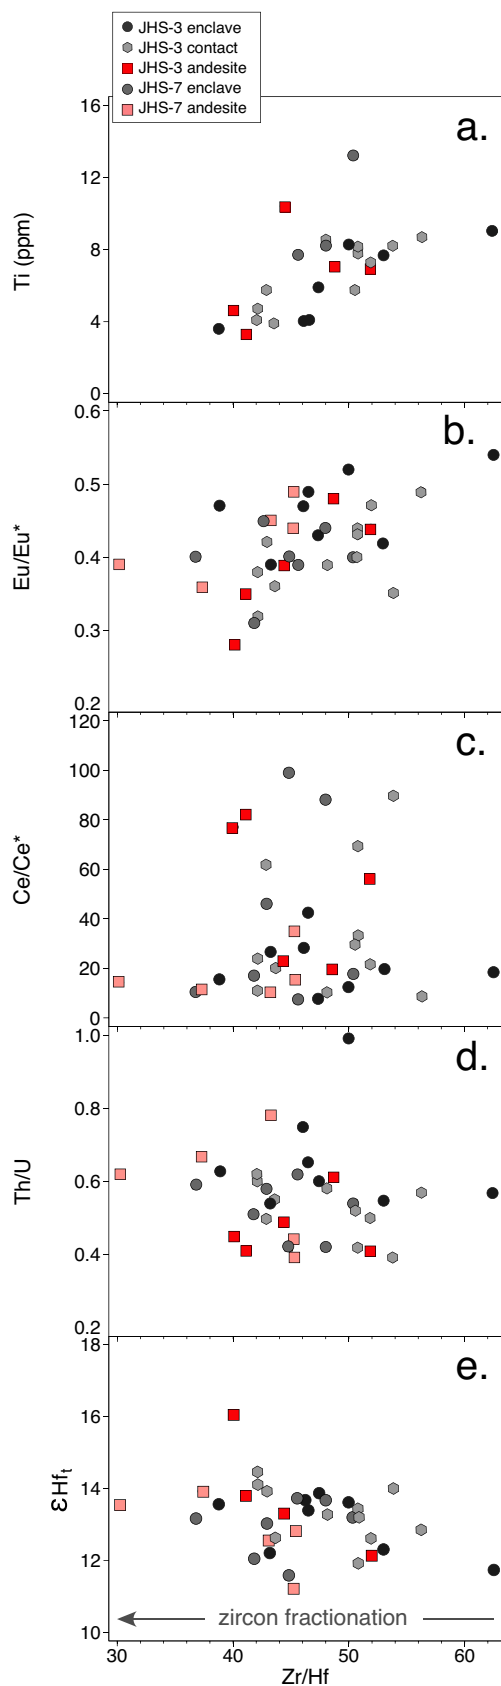 JHS-3 enclave
JHS-3 contact
JHS-3 andesite
JHS-7 enclave
JHS-7 andesite
a.
16
12
8
4
0
Ti (ppm)
b.
0.6
0.5
0.4
0.3
0.2
Eu/Eu*
c.
120
100
80
60
40
20
0
Ce/Ce*
d.
1.0
0.8
0.6
0.4
0.2
Th/U
e.
18
16
14
12
10
εHft
zircon fractionation
30 40 50 60
Zr/Hf